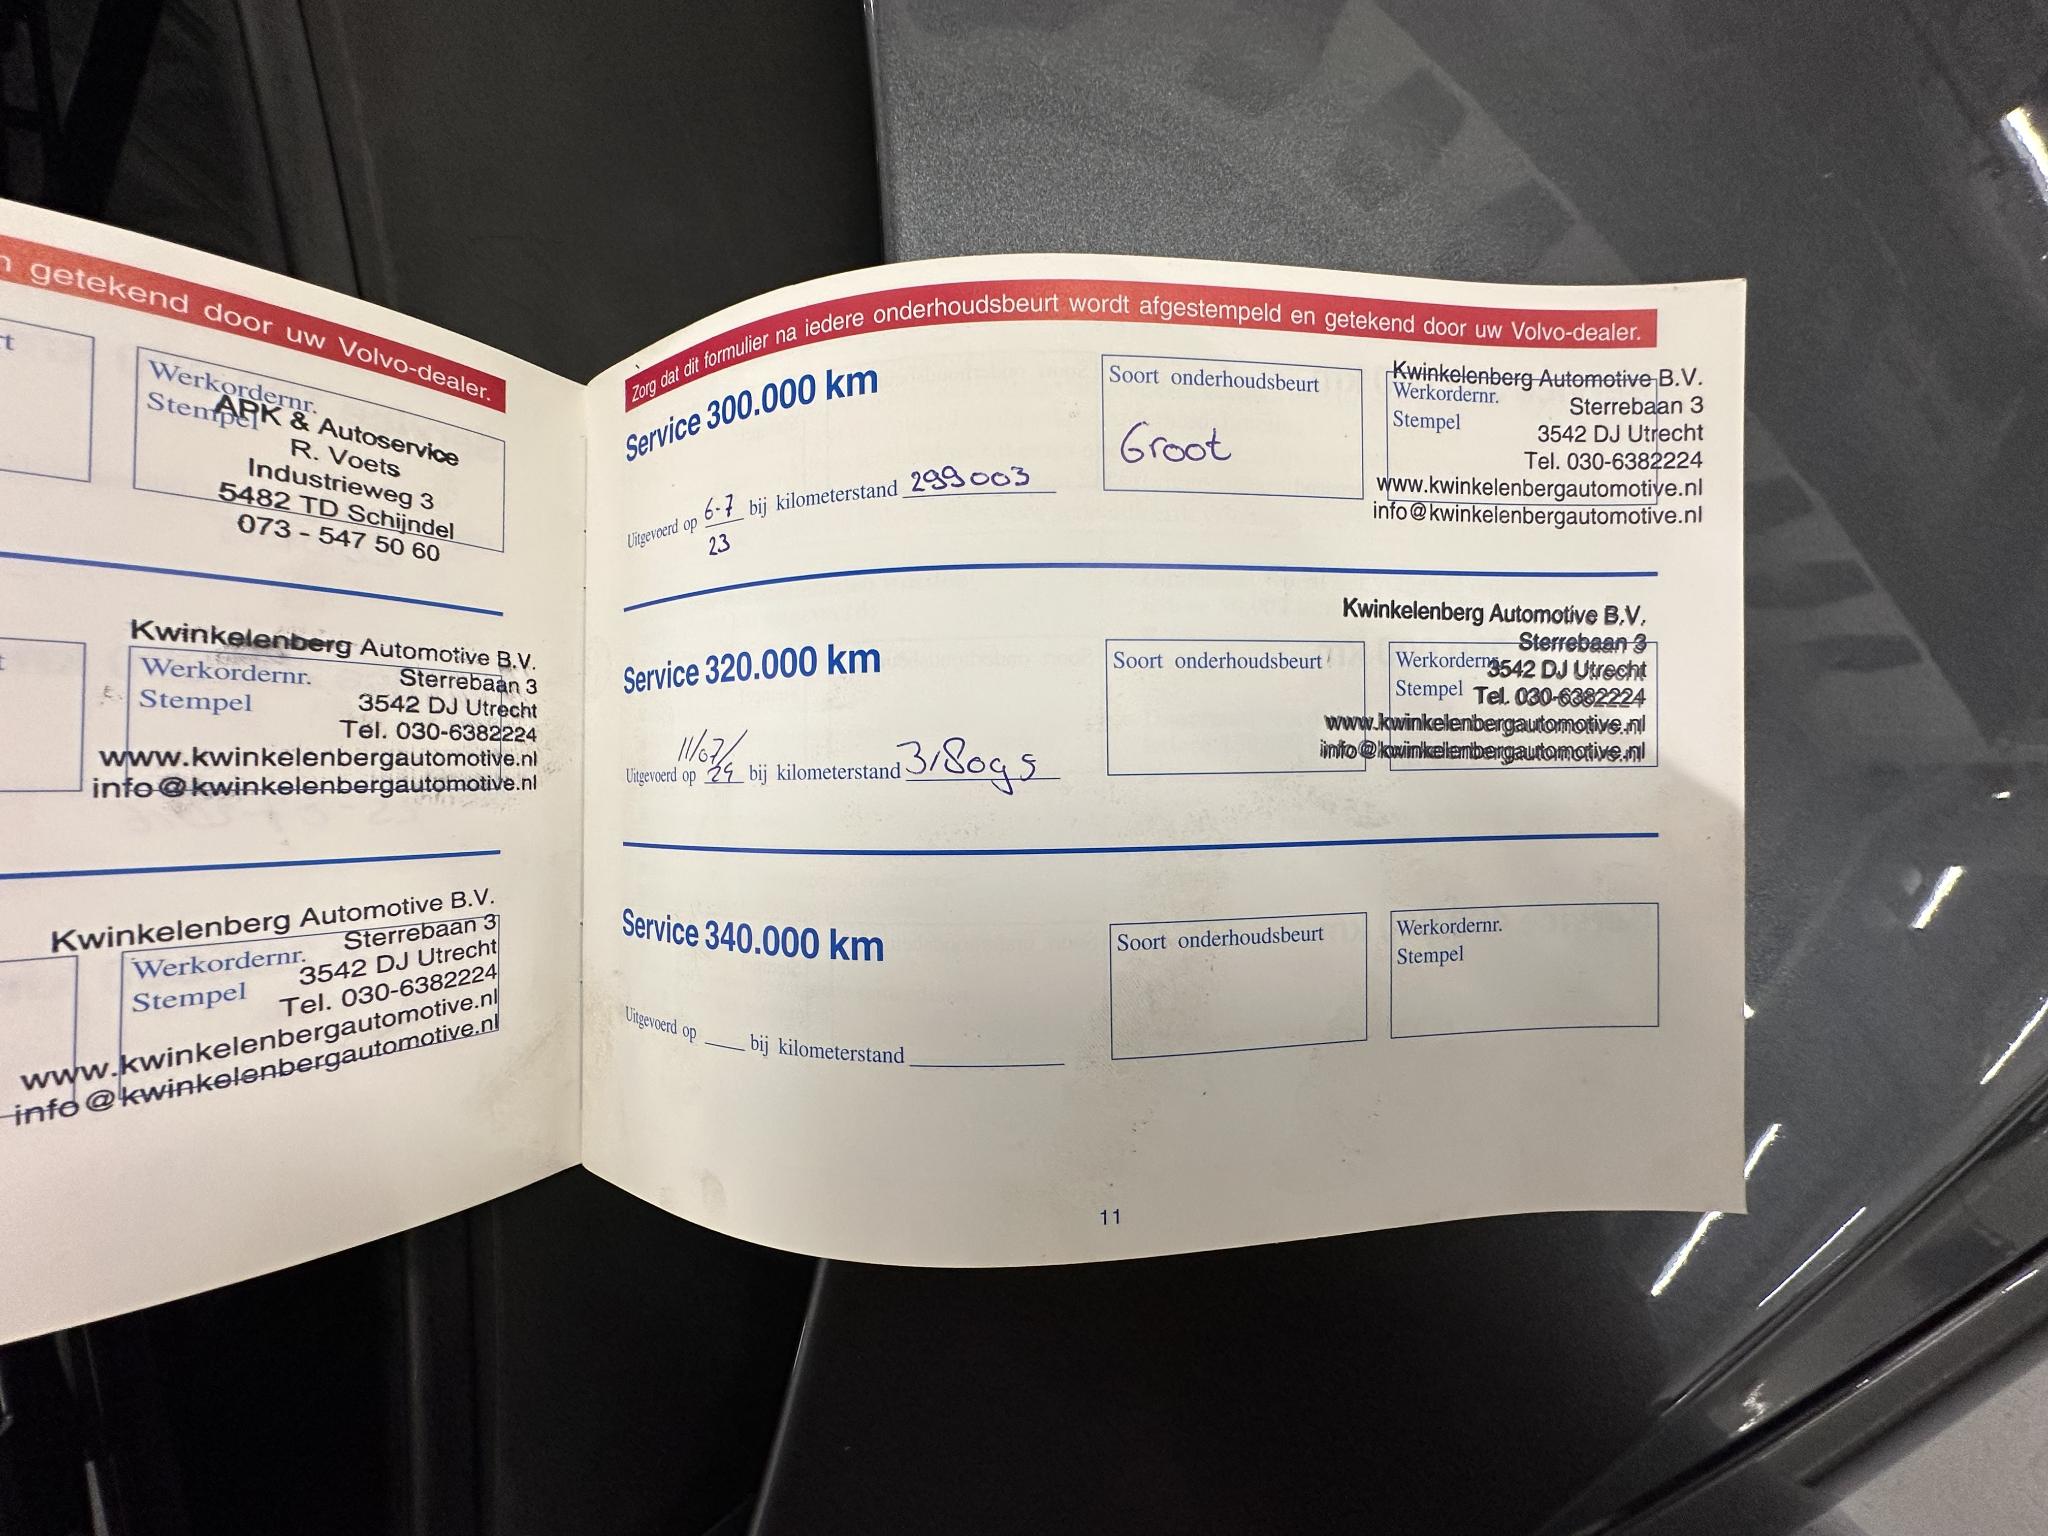 n getekend door uw Volvo-dealer.
Werkordernr.
Stempel
APK & Autoservice
R. Voets
Industrieweg 3
5482 TD Schijndel
073 - 547 50 60
Kwinkelenberg Automotive B.V.
Werkordernr.
Stempel
Sterrebaan 3
3542 DJ Utrecht
Tel. 030-6382224
www.kwinkelenbergautomotive.nl
info@kwinkelenbergautomotive.nl
Kwinkelenberg Automotive B.V.
Werkordernr.
Stempel
Sterrebaan 3
3542 DJ Utrecht
Tel. 030-6382224
www.kwinkelenbergautomotive.nl
info@kwinkelenbergautomotive.nl
Zorg dat dit formulier na iedere onderhoudsbeurt wordt afgestempeld en getekend door uw Volvo-dealer.
Service 300.000 km
Uitgevoerd op 6-7 23 bij kilometerstand 299003
Soort onderhoudsbeurt
Groot
Werkordernr.
Stempel
Kwinkelenberg Automotive B.V.
Sterrebaan 3
3542 DJ Utrecht
Tel. 030-6382224
www.kwinkelenbergautomotive.nl
info@kwinkelenbergautomotive.nl
Service 320.000 km
Uitgevoerd op 11/07/24 bij kilometerstand 318095
Soort onderhoudsbeurt
Werkordernr.
Stempel
Kwinkelenberg Automotive B.V.
Sterrebaan 3
3542 DJ Utrecht
Tel. 030-6382224
www.kwinkelenbergautomotive.nl
info@kwinkelenbergautomotive.nl
Service 340.000 km
Uitgevoerd op bij kilometerstand
Soort onderhoudsbeurt
Werkordernr.
Stempel
11